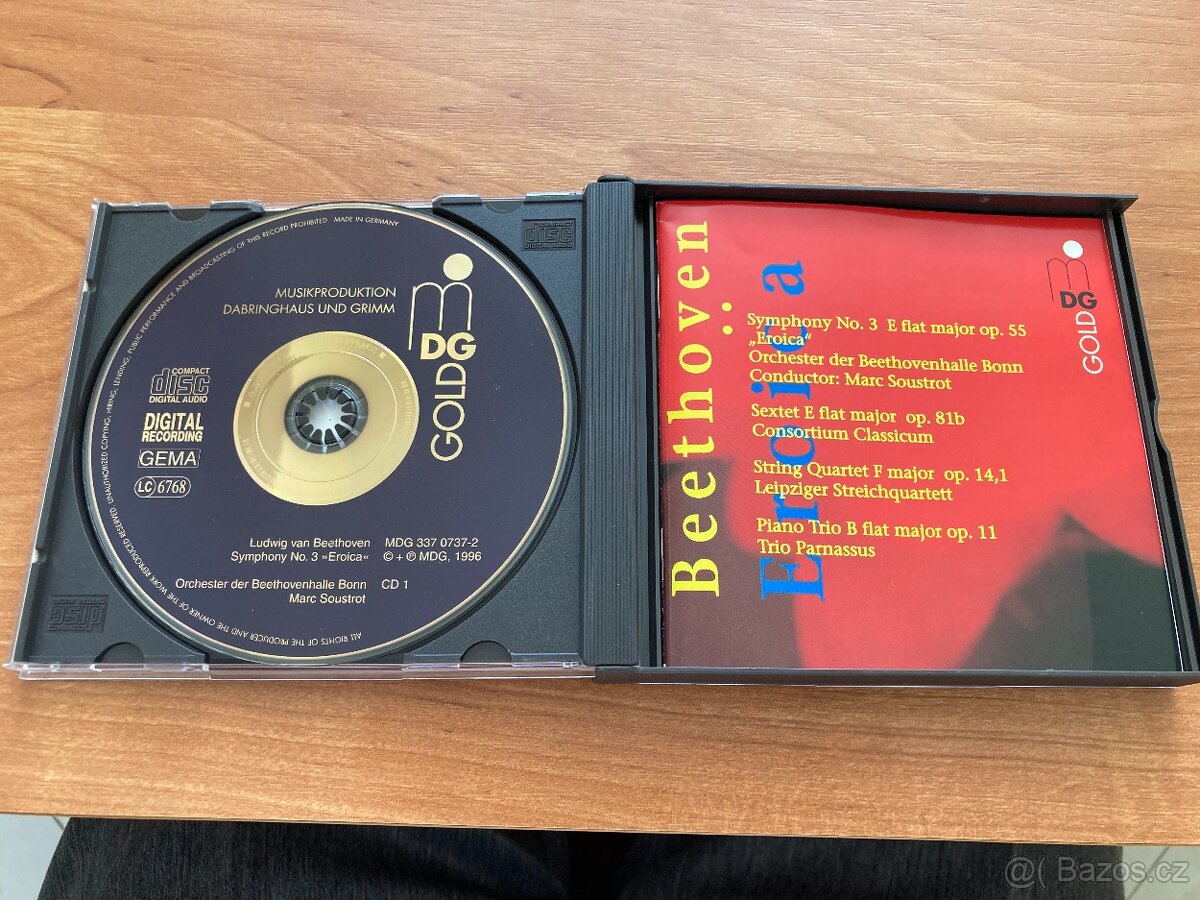 ALL RIGHTS OF THE PRODUCER AND THE OWNER OF THE WORK REPRODUCED RESERVED. UNAUTHORIZED COPYING, HIRING, LENDING, PUBLIC PERFORMANCE AND BROADCASTING OF THIS RECORD PROHIBITED MADE IN GERMANY
MUSIKPRODUKTION
DABRINGHAUS UND GRIMM
DG
GOLD
COMPACT
disc
DIGITAL AUDIO
DIGITAL
RECORDING
GEMA
LC 6768
Ludwig van Beethoven MDG 337 0737-2
Symphony No. 3 »Eroica« © + ℗ MDG, 1996
Orchester der Beethovenhalle Bonn CD 1
Marc Soustrot
COMPACT
disc
DIGITAL AUDIO
Beethoven
Eroica
Symphony No. 3 E flat major op. 55
„Eroica“
Orchester der Beethovenhalle Bonn
Conductor: Marc Soustrot
Sextet E flat major op. 81b
Consortium Classicum
String Quartet F major op. 14,1
Leipziger Streichquartett
Piano Trio B flat major op. 11
Trio Parnassus
DG
GOLD
@( Bazos.cz